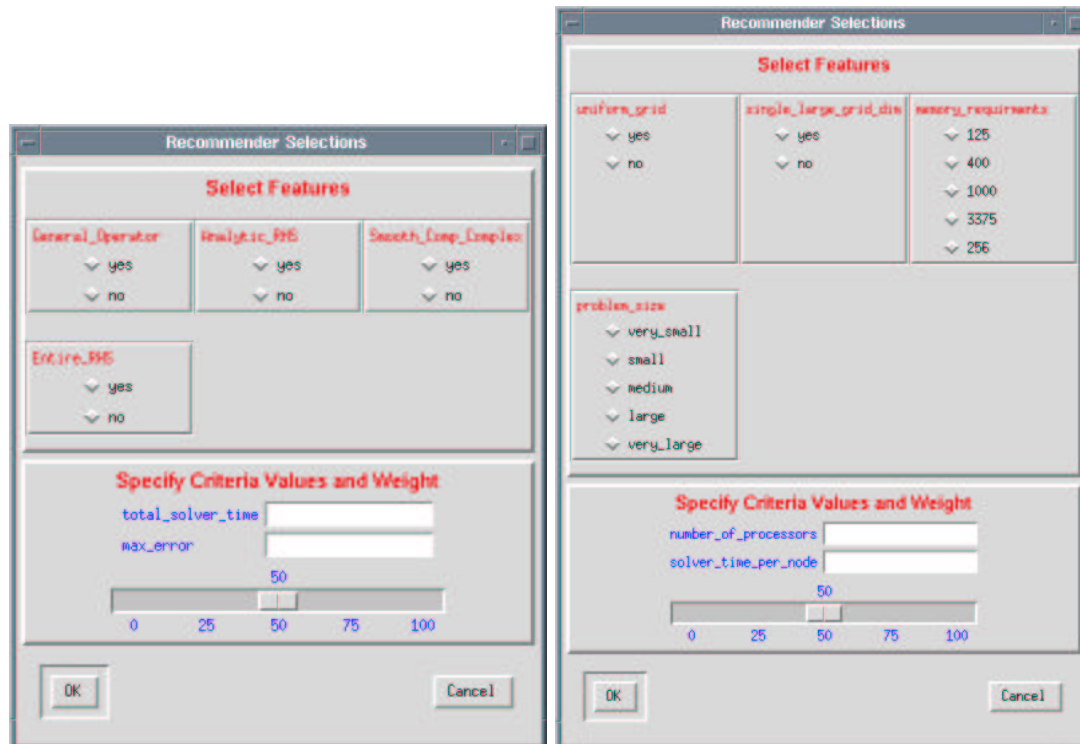 Recommender Selections
Select Features
General_Operator
yes
no
Analytic_RHS
yes
no
Smooth_Comp_Complex
yes
no
Entire_RHS
yes
no
Specify Criteria Values and Weight
total_solver_time
max_error
50
0 25 50 75 100
OK Cancel
Recommender Selections
Select Features
uniform_grid
yes
no
single_large_grid_dim
yes
no
memory_requirments
125
400
1000
3375
256
problem_size
very_small
small
medium
large
very_large
Specify Criteria Values and Weight
number_of_processors
solver_time_per_node
50
0 25 50 75 100
OK Cancel